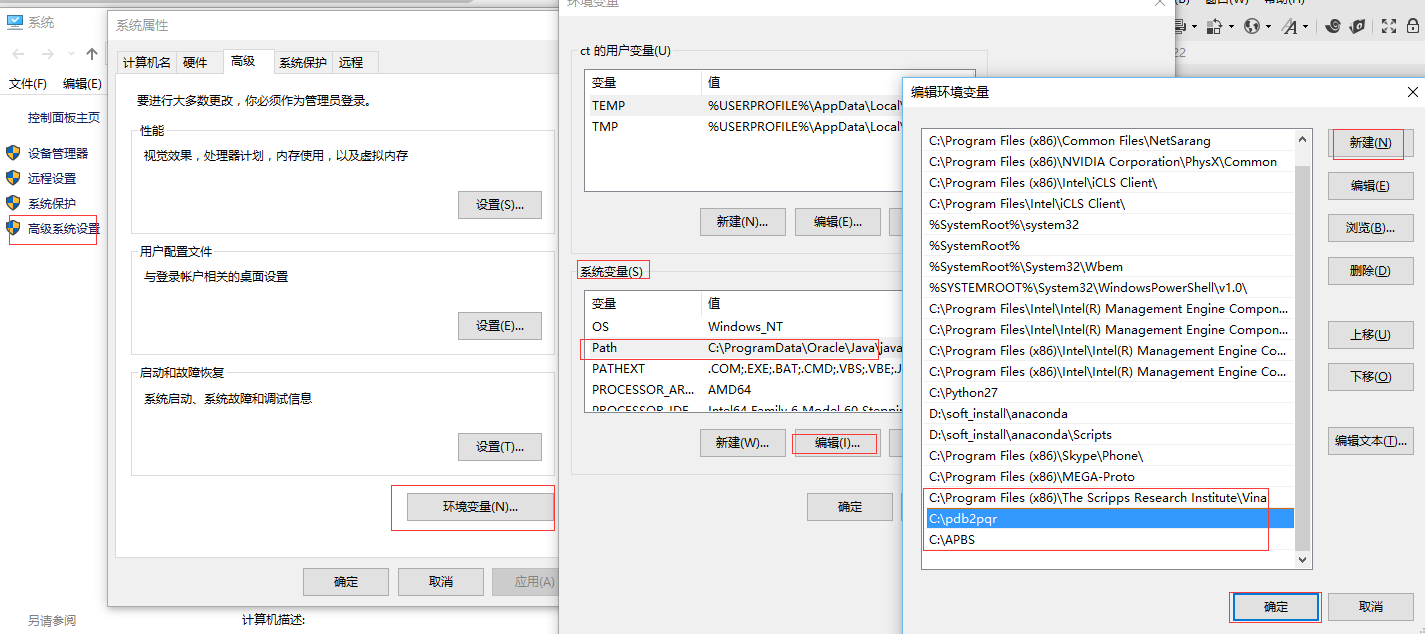 系统
文件(F) 编辑(E)
控制面板主页
设备管理器
远程设置
系统保护
高级系统设置
另请参阅
计算机描述:
系统属性
计算机名 硬件 高级 系统保护 远程
要进行大多数更改，你必须作为管理员登录。
性能
视觉效果，处理器计划，内存使用，以及虚拟内存
设置(S)...
用户配置文件
与登录帐户相关的桌面设置
设置(E)...
启动和故障恢复
系统启动、系统故障和调试信息
设置(T)...
环境变量(N)...
确定 取消 应用(A)
环境变量
ct 的用户变量(U)
变量 值
TEMP %USERPROFILE%\AppData\Local\
TMP %USERPROFILE%\AppData\Local\
新建(N)... 编辑(E)...
系统变量(S)
变量 值
OS Windows_NT
Path C:\ProgramData\Oracle\Java\java
PATHEXT .COM;.EXE;.BAT;.CMD;.VBS;.VBE;J
PROCESSOR_AR... AMD64
PROCESSOR_IDE Intel64 Family 6 Model 60 Steppin
新建(W)... 编辑(I)...
确定
窗口(W) 帮助(H)
22
编辑环境变量
C:\Program Files (x86)\Common Files\NetSarang
C:\Program Files (x86)\NVIDIA Corporation\PhysX\Common
C:\Program Files (x86)\Intel\iCLS Client\
C:\Program Files\Intel\iCLS Client\
%SystemRoot%\system32
%SystemRoot%
%SystemRoot%\System32\Wbem
%SYSTEMROOT%\System32\WindowsPowerShell\v1.0\
C:\Program Files\Intel\Intel(R) Management Engine Compon...
C:\Program Files\Intel\Intel(R) Management Engine Compon...
C:\Program Files (x86)\Intel\Intel(R) Management Engine Co...
C:\Program Files (x86)\Intel\Intel(R) Management Engine Co...
C:\Python27
D:\soft_install\anaconda
D:\soft_install\anaconda\Scripts
C:\Program Files (x86)\Skype\Phone\
C:\Program Files (x86)\MEGA-Proto
C:\Program Files (x86)\The Scripps Research Institute\Vina
C:\pdb2pqr
C:\APBS
新建(N)
编辑(E)
浏览(B)...
删除(D)
上移(U)
下移(O)
编辑文本(T)...
确定 取消